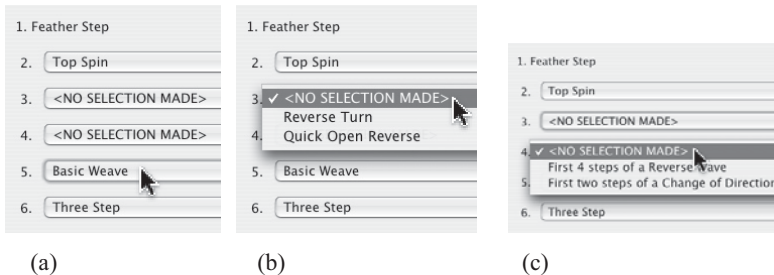 1. Feather Step
2. Top Spin
3. <NO SELECTION MADE>
4. <NO SELECTION MADE>
5. Basic Weave
6. Three Step
(a)
1. Feather Step
2. Top Spin
3. ✓ <NO SELECTION MADE>
Reverse Turn
4. Quick Open Reverse
5. Basic Weave
6. Three Step
(b)
1. Feather Step
2. Top Spin
3. <NO SELECTION MADE>
4. ✓ <NO SELECTION MADE>
First 4 steps of a Reverse Wave
5. First two steps of a Change of Direction
6. Three Step
(c)